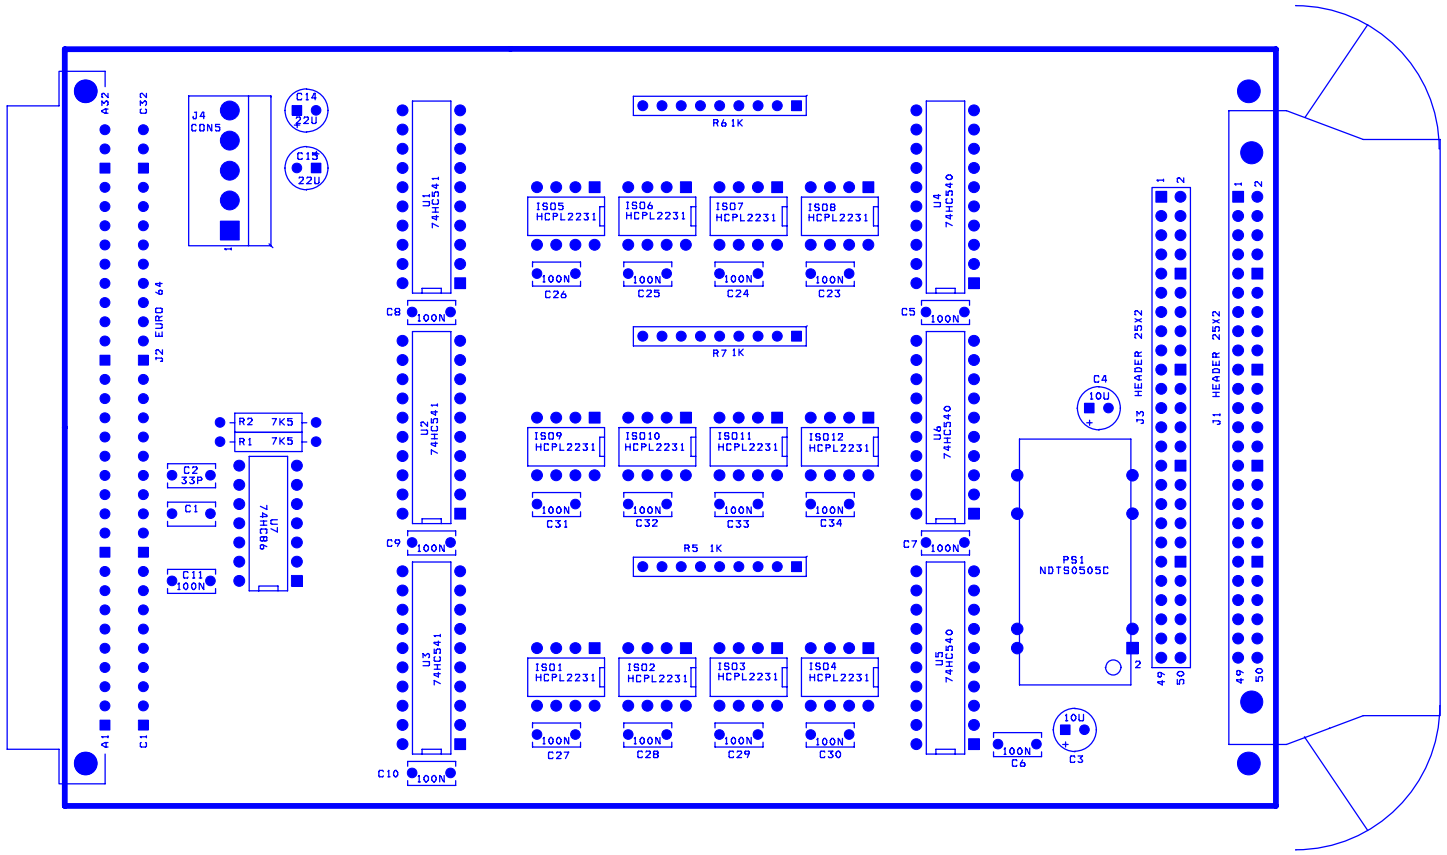 A32
C32
J4
CON5
1
C14
+
22U
C15
+
22U
J2 EURO 64
A1
C1
R2 7K5
R1 7K5
C2
33P
C1
C11
100N
U7
74HC86
U1
74HC541
C8
100N
U2
74HC541
C9
100N
U3
74HC541
C10
100N
R6 1K
ISO5
HCPL2231
ISO6
HCPL2231
ISO7
HCPL2231
ISO8
HCPL2231
100N
C26
100N
C25
100N
C24
100N
C23
R7 1K
ISO9
HCPL2231
ISO10
HCPL2231
ISO11
HCPL2231
ISO12
HCPL2231
100N
C31
100N
C32
100N
C33
100N
C34
R5 1K
ISO1
HCPL2231
ISO2
HCPL2231
ISO3
HCPL2231
ISO4
HCPL2231
100N
C27
100N
C28
100N
C29
100N
C30
U4
74HC540
C5
100N
U6
74HC540
C7
100N
U5
74HC540
100N
C6
C4
10U
+
PS1
NDTS0505C
2
10U
+
C3
1
2
J3 HEADER 25X2
49
50
1
2
J1 HEADER 25X2
49
50